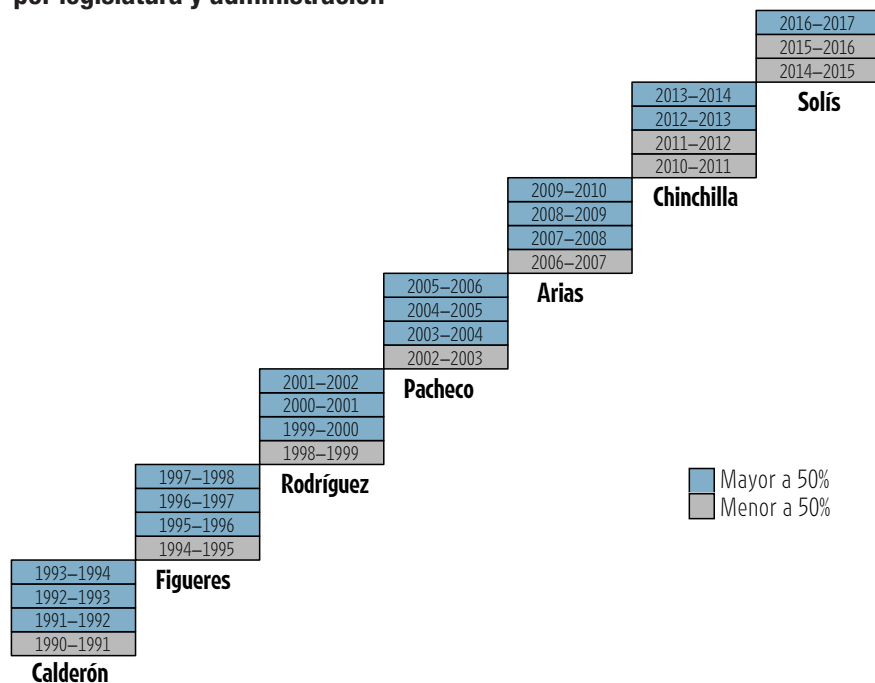 por legislatura y administración
2016–2017
2015–2016
2014–2015
Solís
2013–2014
2012–2013
2011–2012
2010–2011
Chinchilla
2009–2010
2008–2009
2007–2008
2006–2007
Arias
2005–2006
2004–2005
2003–2004
2002–2003
Pacheco
2001–2002
2000–2001
1999–2000
1998–1999
Rodríguez
1997–1998
1996–1997
1995–1996
1994–1995
Figueres
1993–1994
1992–1993
1991–1992
1990–1991
Calderón
Mayor a 50%
Menor a 50%